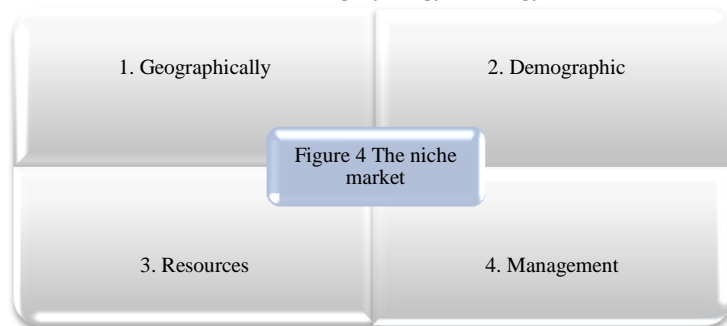 1. Geographically
2. Demographic
Figure 4 The niche
market
3. Resources
4. Management